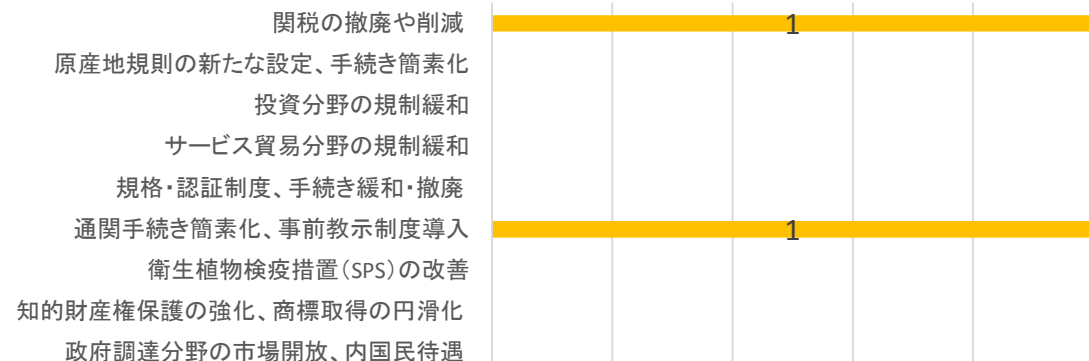 関税の撤廃や削減 1
原産地規則の新たな設定、手続き簡素化
投資分野の規制緩和
サービス貿易分野の規制緩和
規格・認証制度、手続き緩和・撤廃
通関手続き簡素化、事前教示制度導入 1
衛生植物検疫措置(SPS)の改善
知的財産権保護の強化、商標取得の円滑化
政府調達分野の市場開放、内国民待遇